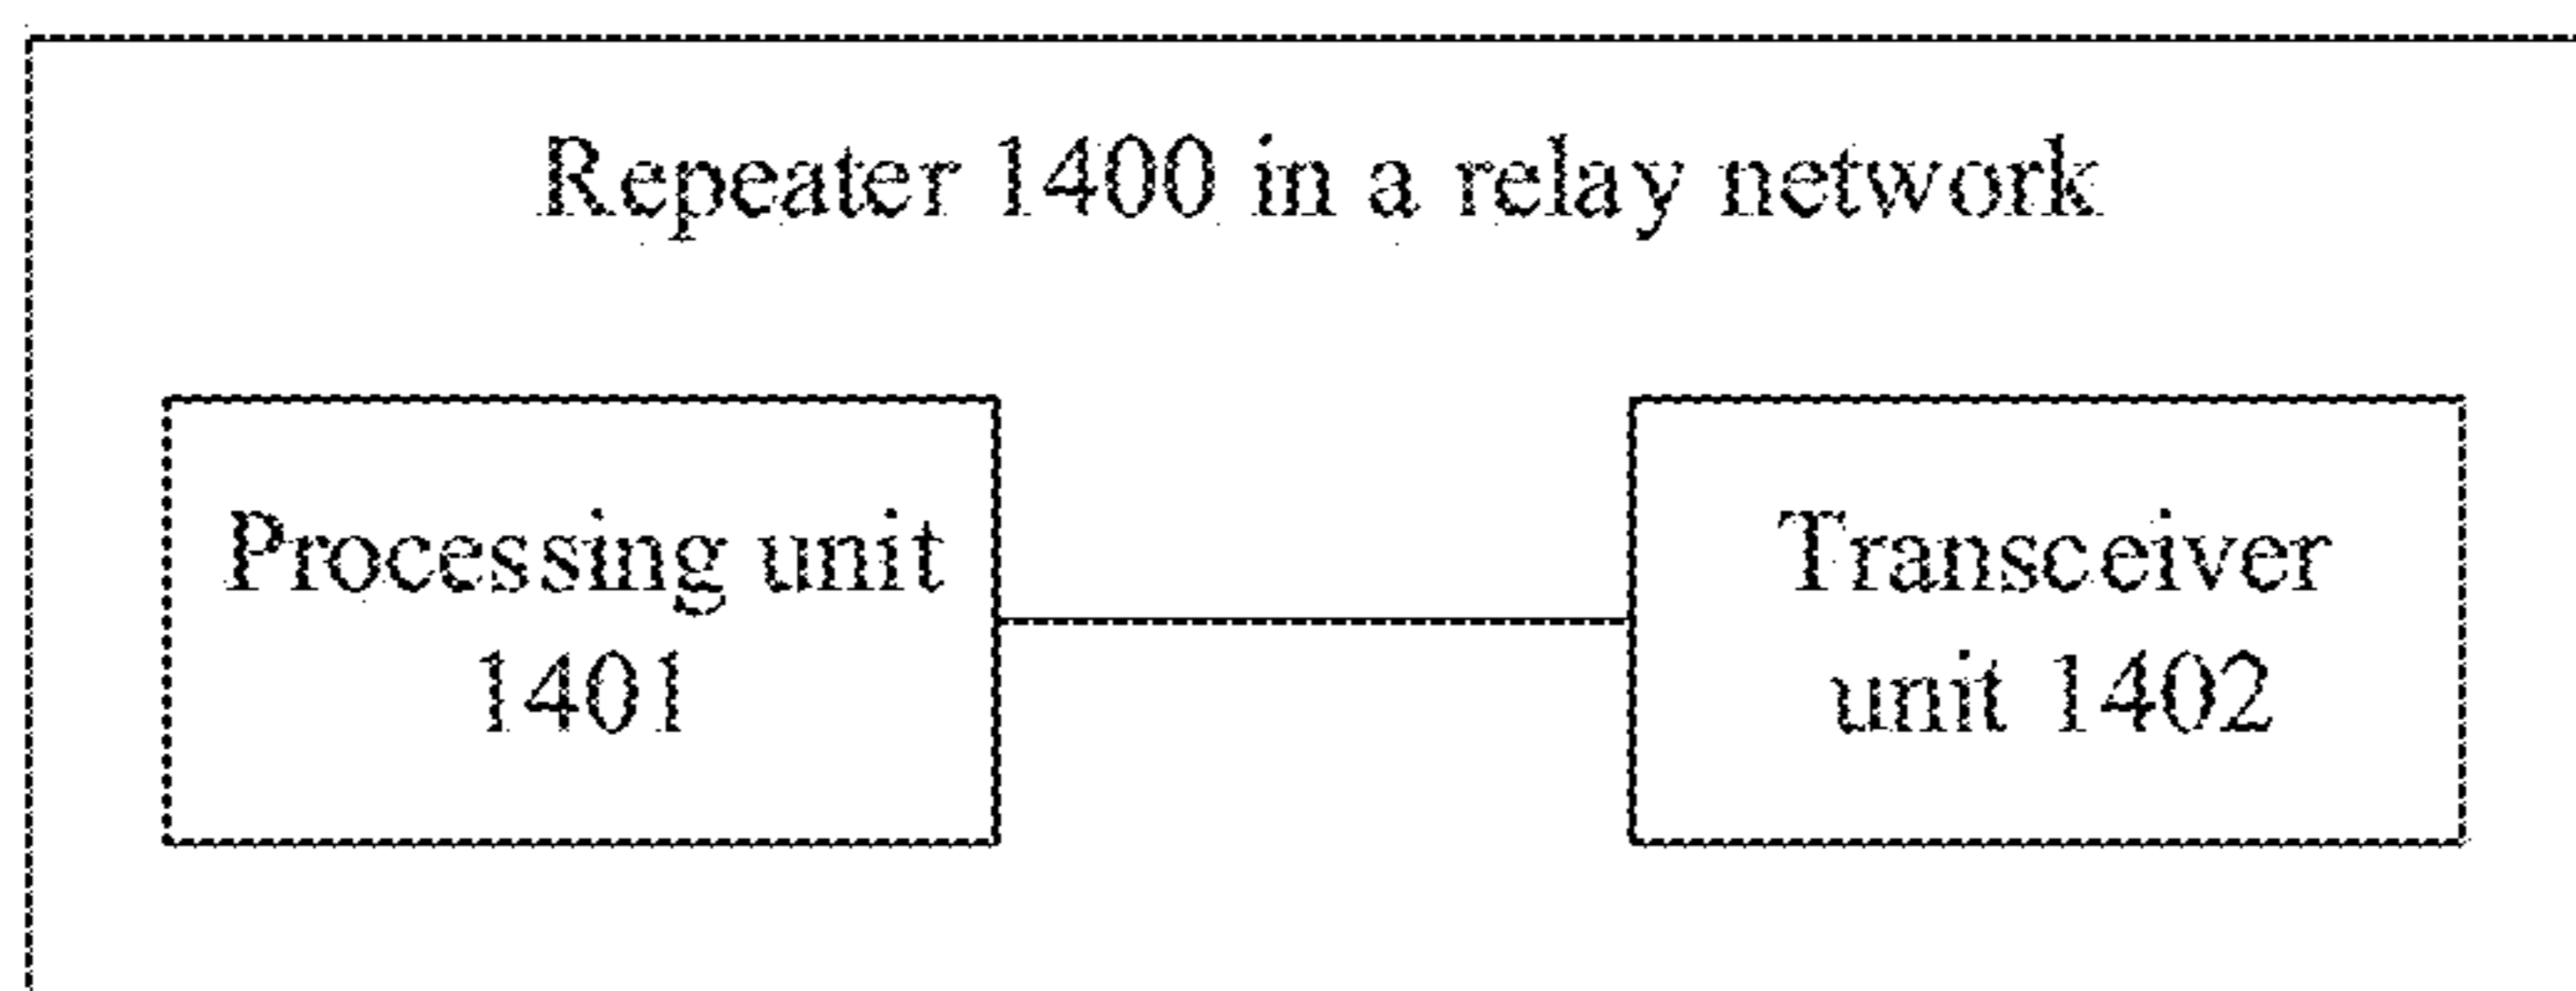 Repeater 1400 in a relay network
Processing unit
1401
Transceiver
unit 1402